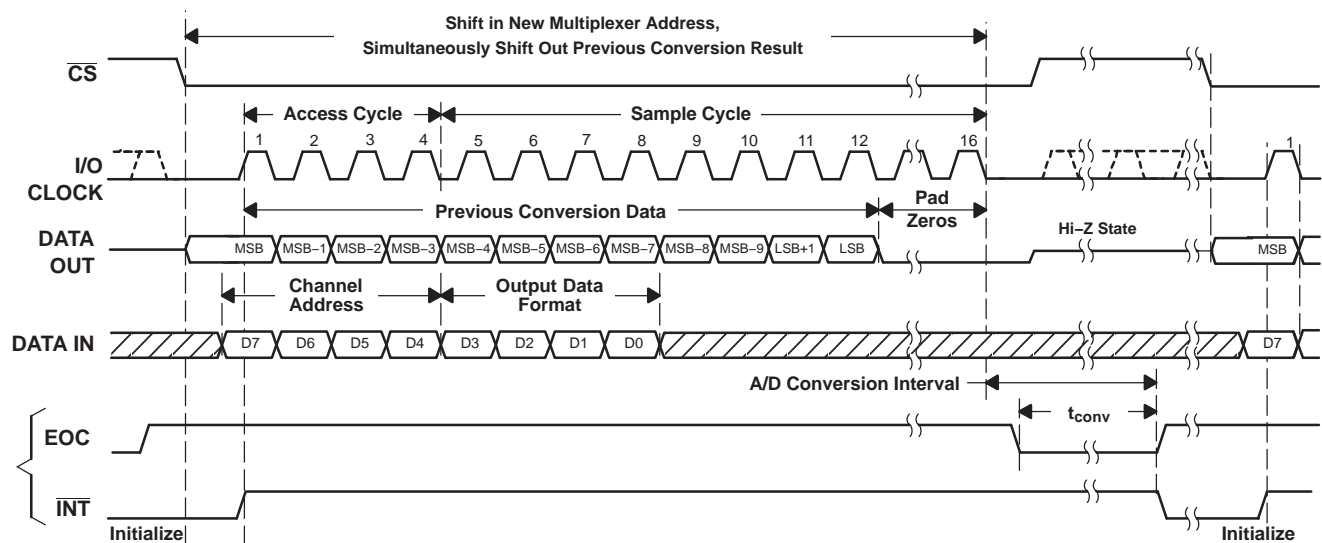 Shift in New Multiplexer Address,
Simultaneously Shift Out Previous Conversion Result
CS
Access Cycle Sample Cycle
1 2 3 4 5 6 7 8 9 10 11 12 16 1
I/O
CLOCK
Previous Conversion Data
Pad
Zeros
DATA
OUT
MSB MSB−1 MSB−2 MSB−3 MSB−4 MSB−5 MSB−6 MSB−7 MSB−8 MSB−9 LSB+1 LSB
Hi−Z State
MSB
Channel
Address
Output Data
Format
DATA IN
D7 D6 D5 D4 D3 D2 D1 D0 D7
A/D Conversion Interval
tconv
EOC
INT
Initialize Initialize